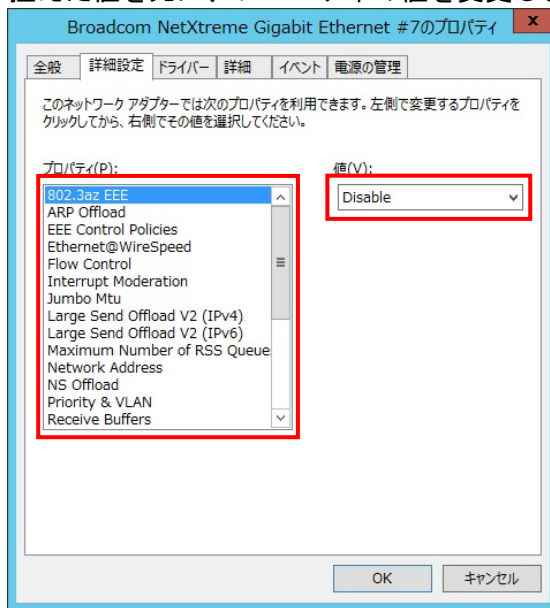 Broadcom NetXtreme Gigabit Ethernet #7のプロパティ
x
全般 詳細設定 ドライバー 詳細 イベント 電源の管理
このネットワーク アダプターでは次のプロパティを利用できます。左側で変更するプロパティを
クリックしてから、右側でその値を選択してください。
プロパティ(P):
値(V):
802.3az EEE
Disable
ARP Offload
EEE Control Policies
Ethernet@WireSpeed
Flow Control
Interrupt Moderation
Jumbo Mtu
Large Send Offload V2 (IPv4)
Large Send Offload V2 (IPv6)
Maximum Number of RSS Queue
Network Address
NS Offload
Priority & VLAN
Receive Buffers
OK キャンセル